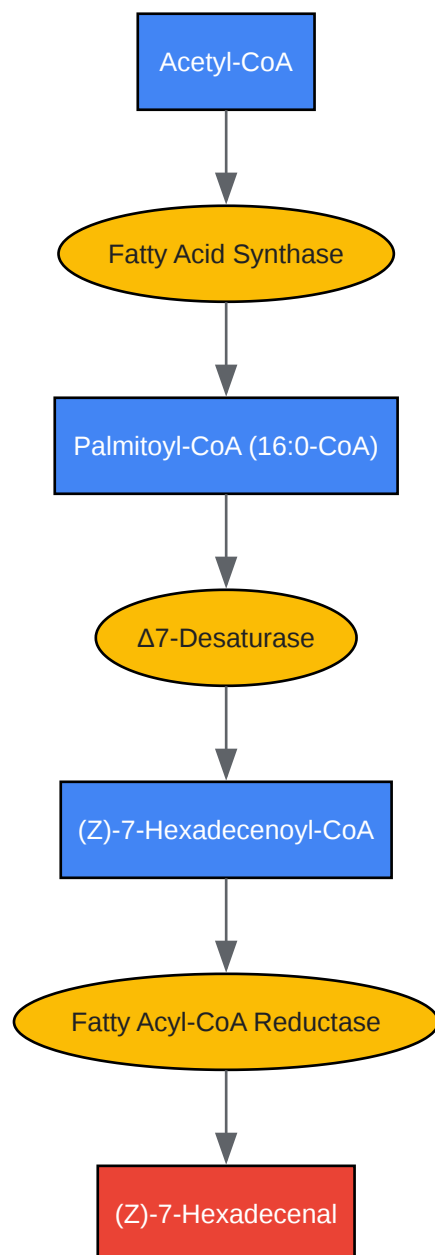 Acetyl-CoA
Fatty Acid Synthase
Palmitoyl-CoA (16:0-CoA)
Δ7-Desaturase
(Z)-7-Hexadecenoyl-CoA
Fatty Acyl-CoA Reductase
(Z)-7-Hexadecenal